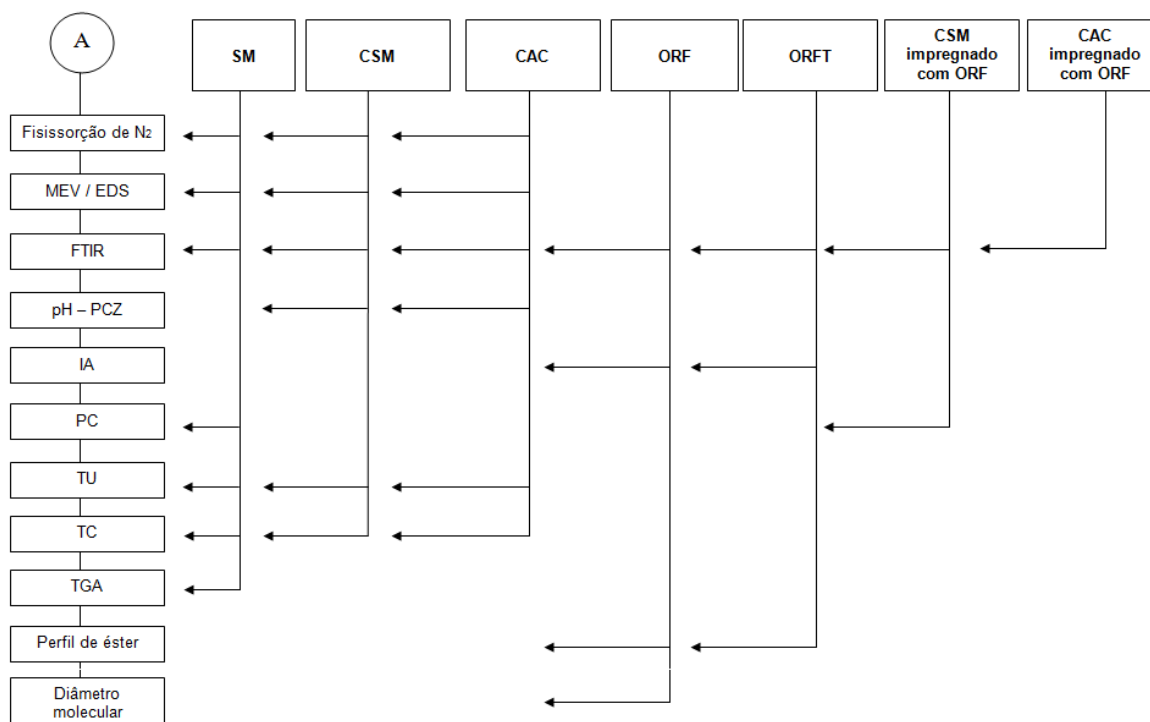 A
SM
CSM
CAC
ORF
ORFT
CSM
impregnado
com ORF
CAC
impregnado
com ORF
Fisissorção de N2
MEV / EDS
FTIR
pH – PCZ
IA
PC
TU
TC
TGA
Perfil de éster
Diâmetro
molecular